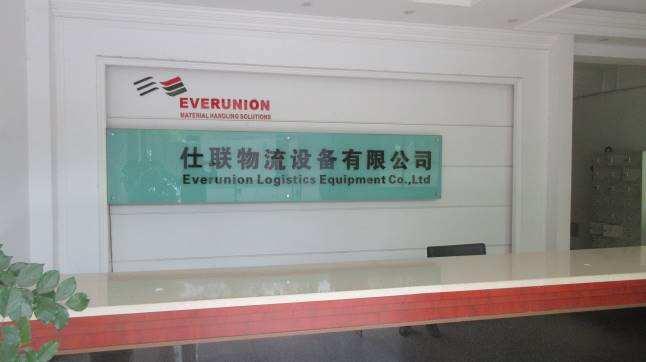 EVERUNION
MATERIAL HANDLING SOLUTIONS
仕联物流设备有限公司
Everunion Logistics Equipment Co.,Ltd